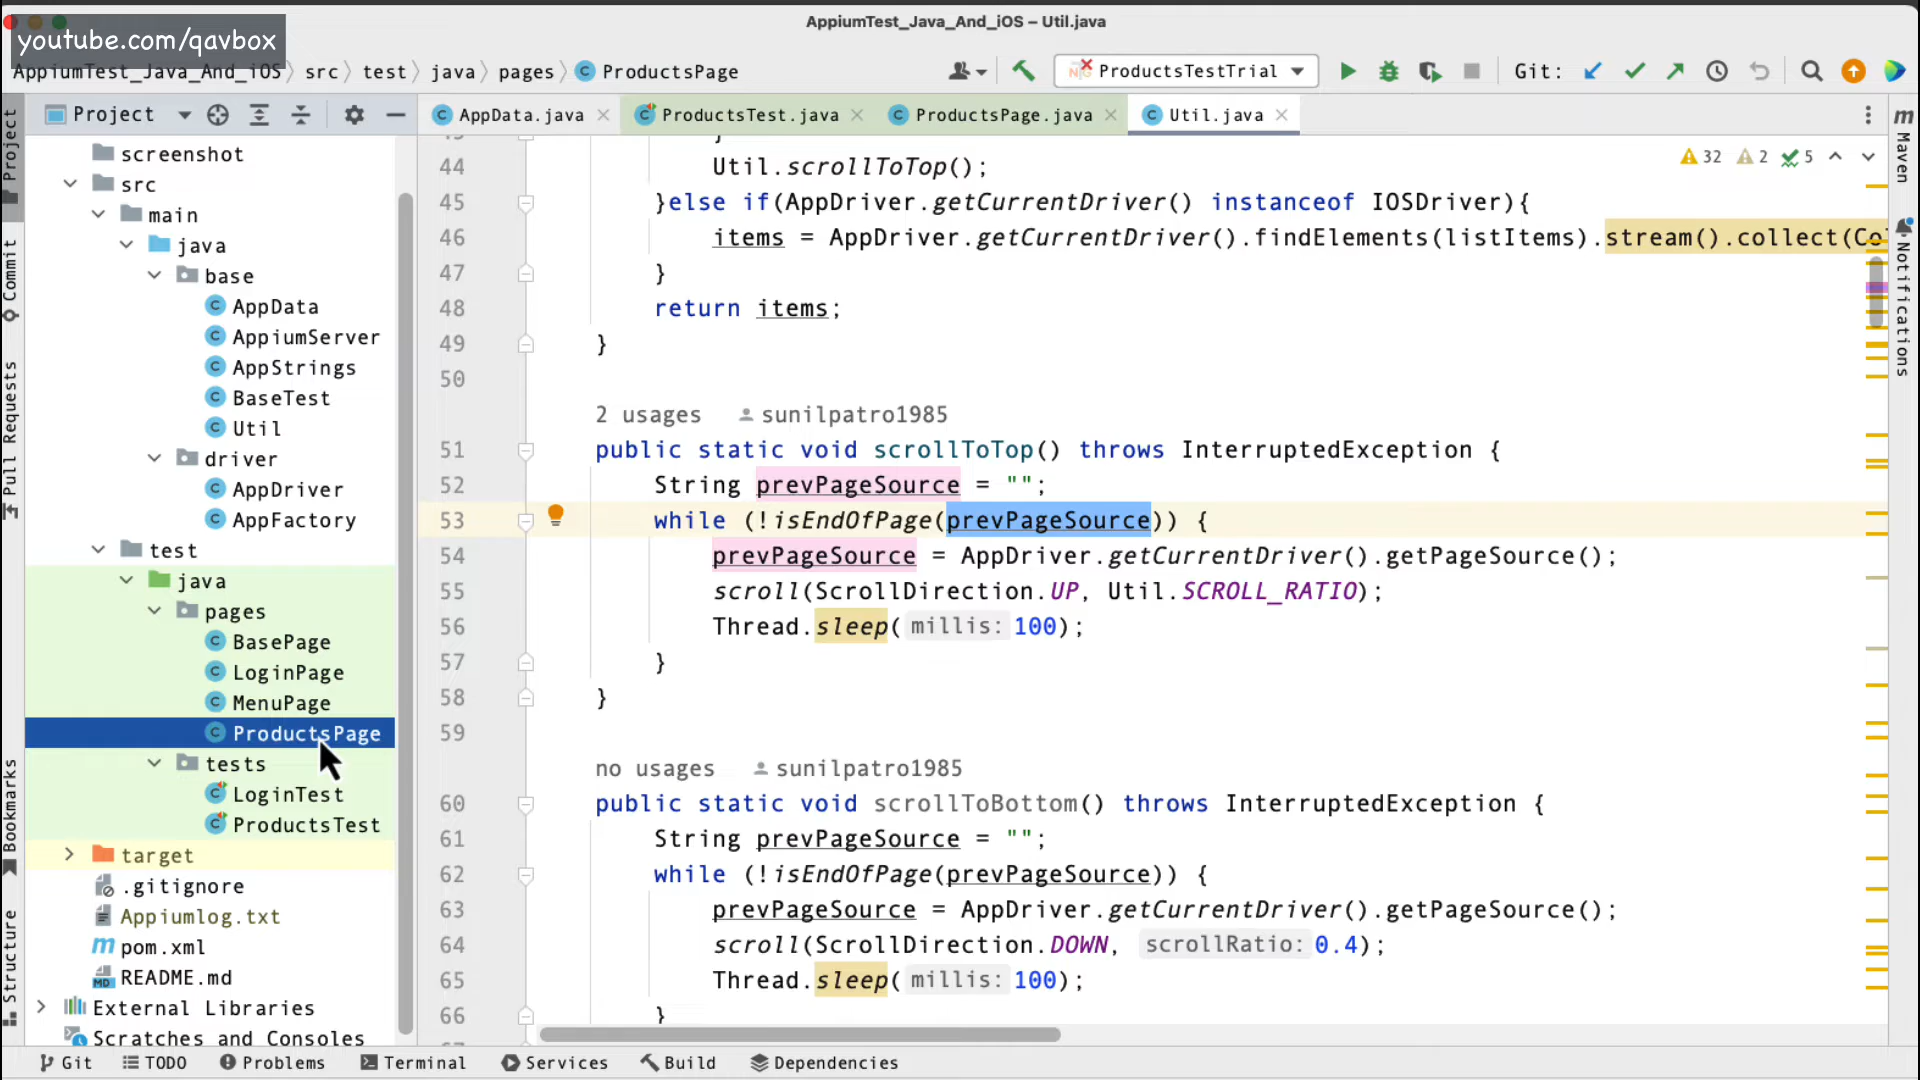 AppiumTest_Java_And_iOS – Util.java
youtube.com/qavbox
AppiumTest_Java_And_iOS src test java pages ProductsPage
ProductsTestTrial
Git:
Project
AppData.java ProductsTest.java ProductsPage.java Util.java
screenshot
src
main
java
base
AppData
AppiumServer
AppStrings
BaseTest
Util
driver
AppDriver
AppFactory
test
java
pages
BasePage
LoginPage
MenuPage
ProductsPage
tests
LoginTest
ProductsTest
target
.gitignore
Appiumlog.txt
pom.xml
README.md
External Libraries
Scratches and Consoles
32 2 5
44 Util.scrollToTop();
45 }else if(AppDriver.getCurrentDriver() instanceof IOSDriver){
46 items = AppDriver.getCurrentDriver().findElements(listItems).stream().collect(Co
47 }
48 return items;
49 }
50
2 usages sunilpatro1985
51 public static void scrollToTop() throws InterruptedException {
52 String prevPageSource = "";
53 while (!isEndOfPage(prevPageSource)) {
54 prevPageSource = AppDriver.getCurrentDriver().getPageSource();
55 scroll(ScrollDirection.UP, Util.SCROLL_RATIO);
56 Thread.sleep( millis: 100);
57 }
58 }
59
no usages sunilpatro1985
60 public static void scrollToBottom() throws InterruptedException {
61 String prevPageSource = "";
62 while (!isEndOfPage(prevPageSource)) {
63 prevPageSource = AppDriver.getCurrentDriver().getPageSource();
64 scroll(ScrollDirection.DOWN, scrollRatio: 0.4);
65 Thread.sleep( millis: 100);
66 }
Project
Commit
Pull Requests
Bookmarks
Structure
m
Maven
Notifications
Git TODO Problems Terminal Services Build Dependencies